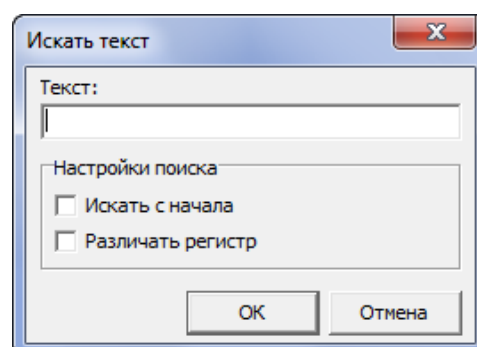 Искать текст
Текст:
Настройки поиска
Искать с начала
Различать регистр
ОК Отмена